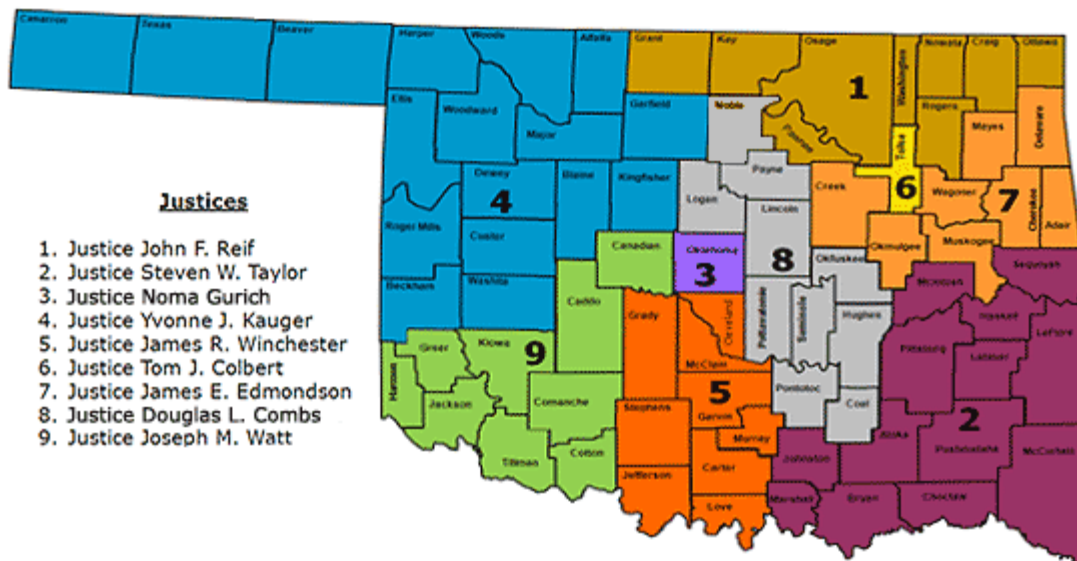 Cimarron
Texas
Beaver
Harper
Woods
Alfalfa
Grant
Kay
Osage
Washington
Nowata
Craig
Ottawa
Ellis
Woodward
Major
Garfield
Noble
Pawnee
1
Rogers
Mayes
Delaware
Tulsa
Dewey
4
Blaine
Kingfisher
Logan
Payne
Lincoln
Creek
6
Wagoner
7
Cherokee
Adair
Justices
1. Justice John F. Reif
2. Justice Steven W. Taylor
3. Justice Noma Gurich
4. Justice Yvonne J. Kauger
5. Justice James R. Winchester
6. Justice Tom J. Colbert
7. Justice James E. Edmondson
8. Justice Douglas L. Combs
9. Justice Joseph M. Watt
Roger Mills
Custer
Canadian
Oklahoma
3
8
Okfuskee
Okmulgee
Muskogee
Sequoyah
Beckham
Washita
Caddo
Grady
Cleveland
Pottawatomie
Seminole
Hughes
McIntosh
Haskell
LeFlore
Greer
Kiowa
9
McClain
Pittsburg
Latimer
Harmon
Jackson
Comanche
Stephens
5
Garvin
Pontotoc
Coal
2
Tillman
Cotton
Murray
Carter
Johnston
Atoka
Pushmataha
McCurtain
Jefferson
Love
Marshall
Bryan
Choctaw